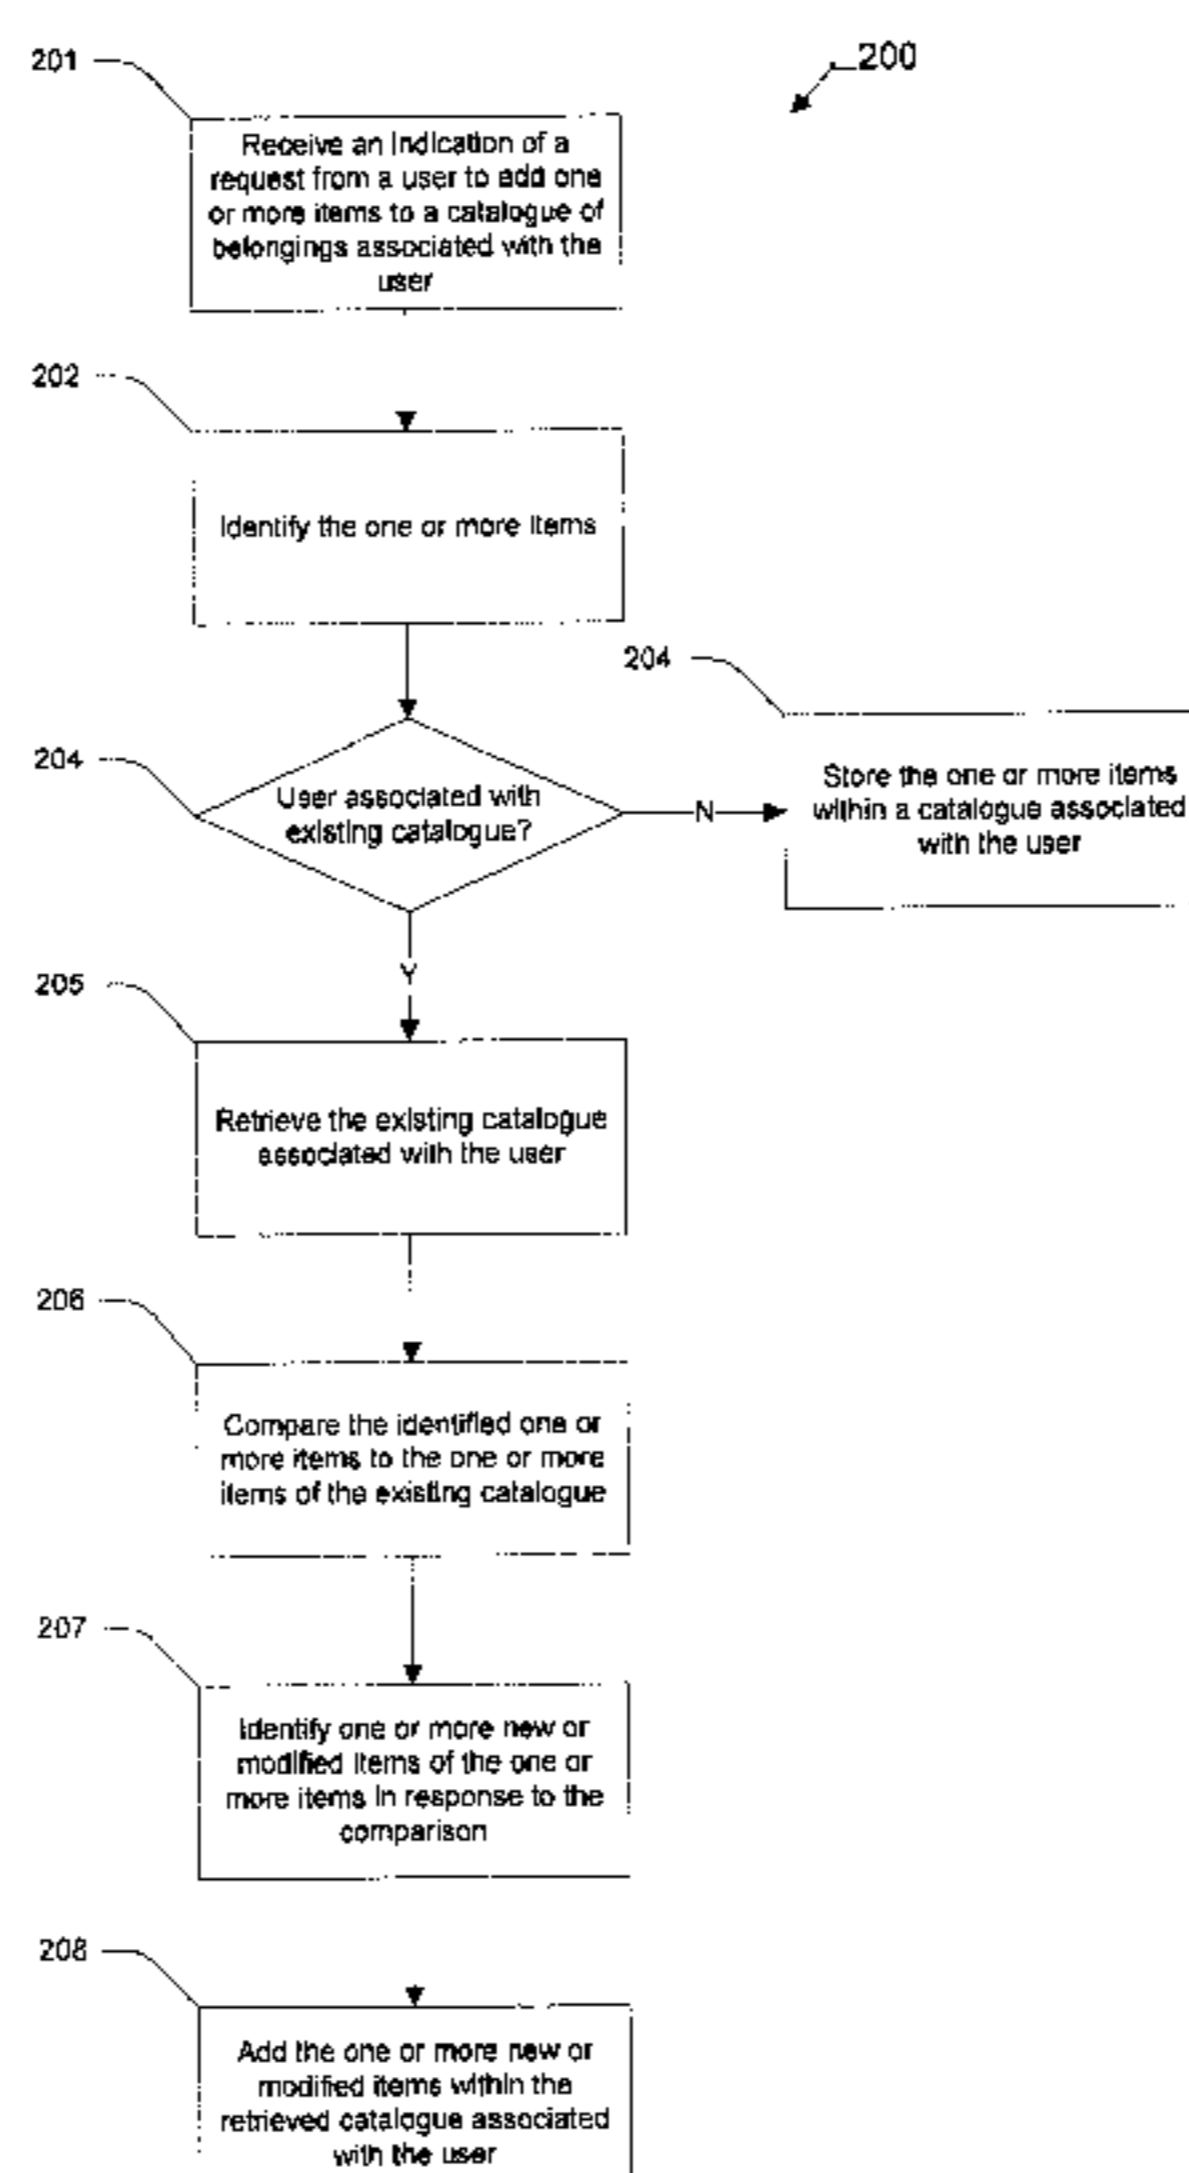 201
200
Receive an indication of a
request from a user to add one
or more items to a catalogue of
belongings associated with the
user
202
Identify the one or more items
204
204
User associated with
existing catalogue?
N
Store the one or more items
within a catalogue associated
with the user
Y
205
Retrieve the existing catalogue
associated with the user
206
Compare the identified one or
more items to the one or more
items of the existing catalogue
207
Identify one or more new or
modified items of the one or
more items in response to the
comparison
208
Add the one or more new or
modified items within the
retrieved catalogue associated
with the user